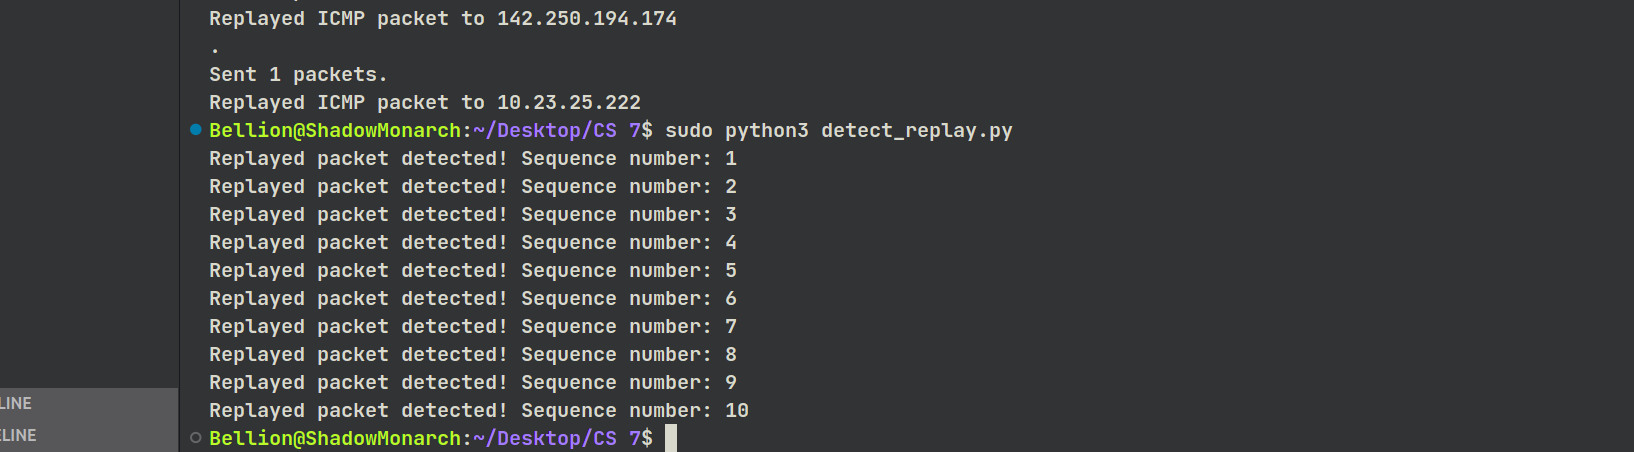 Replayed ICMP packet to 142.250.194.174
.
Sent 1 packets.
Replayed ICMP packet to 10.23.25.222
Bellion@ShadowMonarch:~/Desktop/CS 7$ sudo python3 detect_replay.py
Replayed packet detected! Sequence number: 1
Replayed packet detected! Sequence number: 2
Replayed packet detected! Sequence number: 3
Replayed packet detected! Sequence number: 4
Replayed packet detected! Sequence number: 5
Replayed packet detected! Sequence number: 6
Replayed packet detected! Sequence number: 7
Replayed packet detected! Sequence number: 8
Replayed packet detected! Sequence number: 9
Replayed packet detected! Sequence number: 10
LINE
ELINE
Bellion@ShadowMonarch:~/Desktop/CS 7$